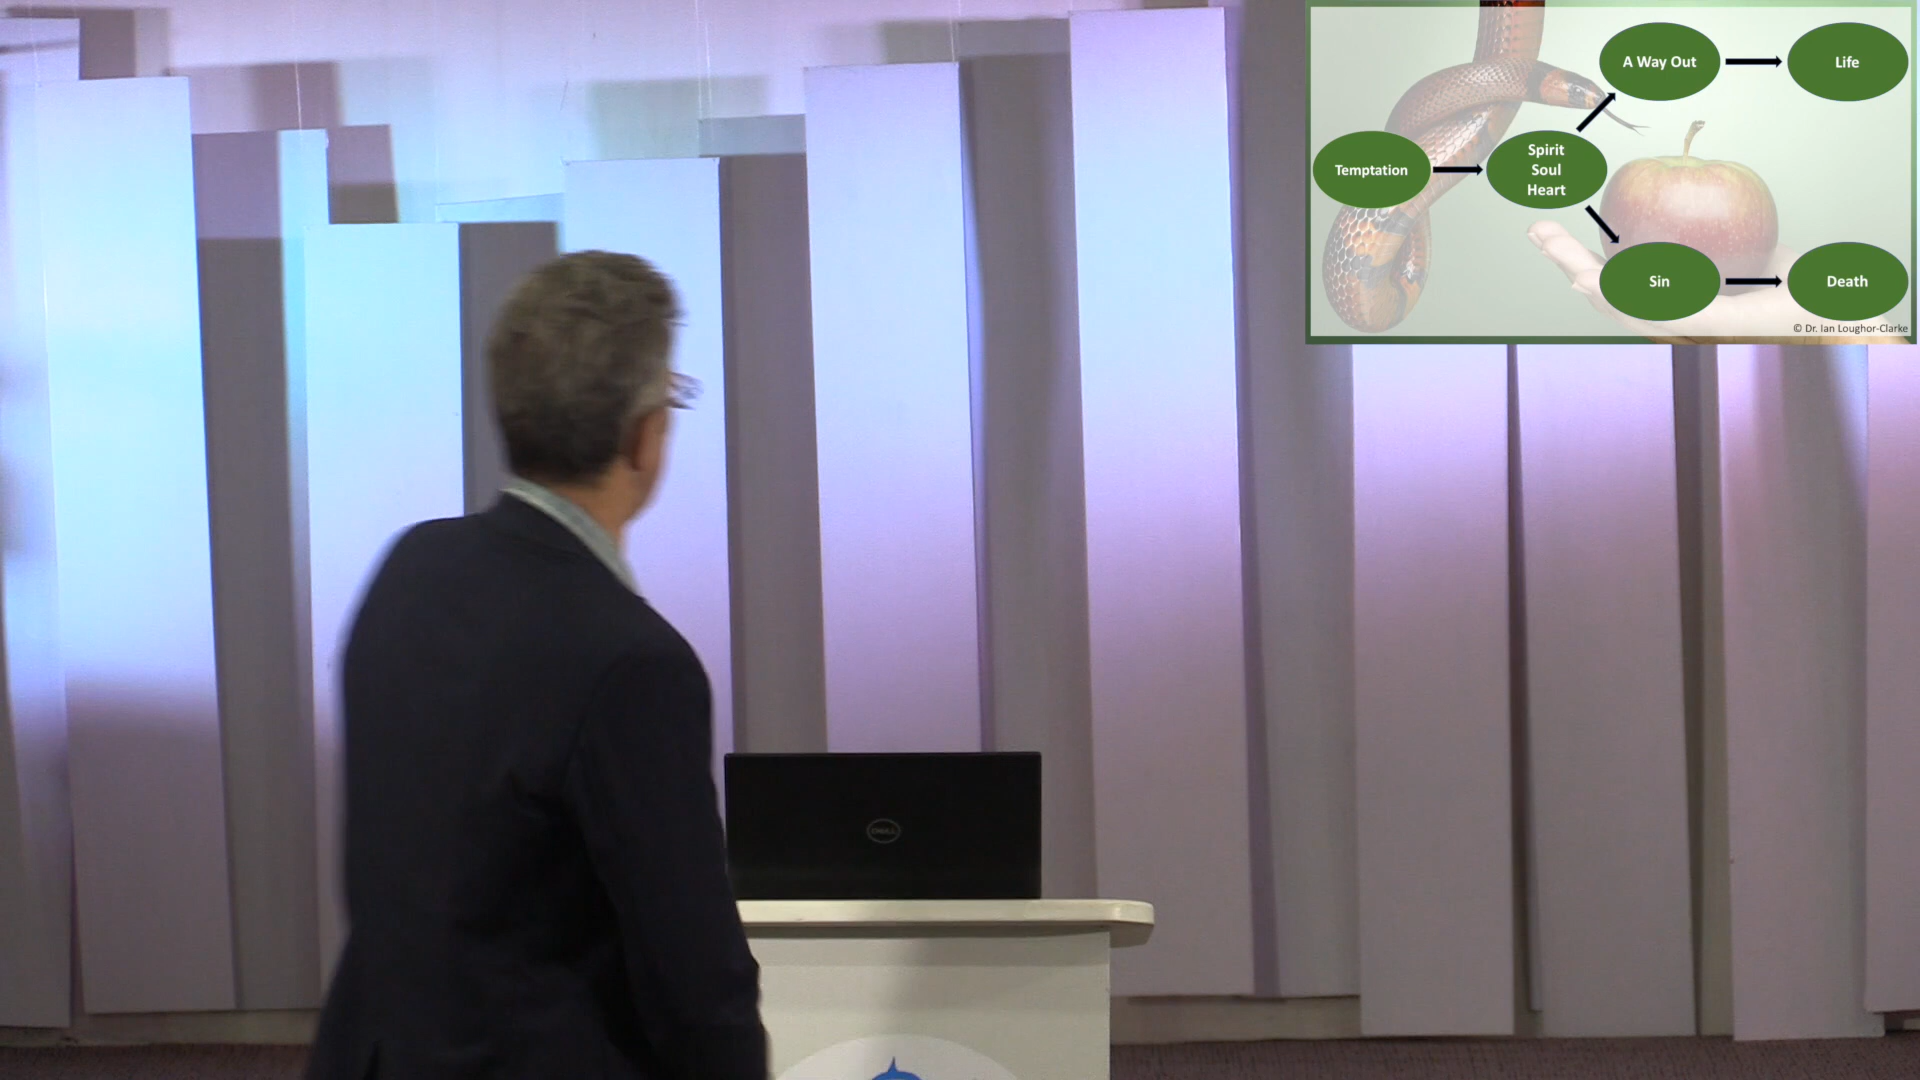 A Way Out
Life
Temptation
Spirit
Soul
Heart
Sin
Death
© Dr. Ian Loughor-Clarke
DELL